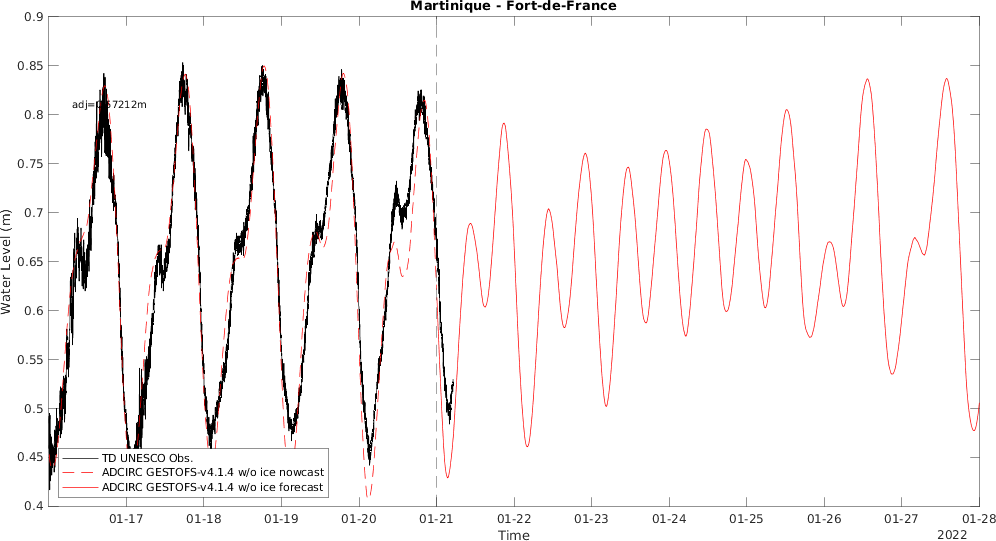 Martinique - Fort-de-France
Water Level (m)
0.9
0.85
0.8
0.75
0.7
0.65
0.6
0.55
0.5
0.45
0.4
TD UNESCO Obs.
ADCIRC GESTOFS-v4.1.4 w/o ice nowcast
ADCIRC GESTOFS-v4.1.4 w/o ice forecast
01-17 01-18 01-19 01-20 01-21 01-22 01-23 01-24 01-25 01-26 01-27 01-28
Time
2022